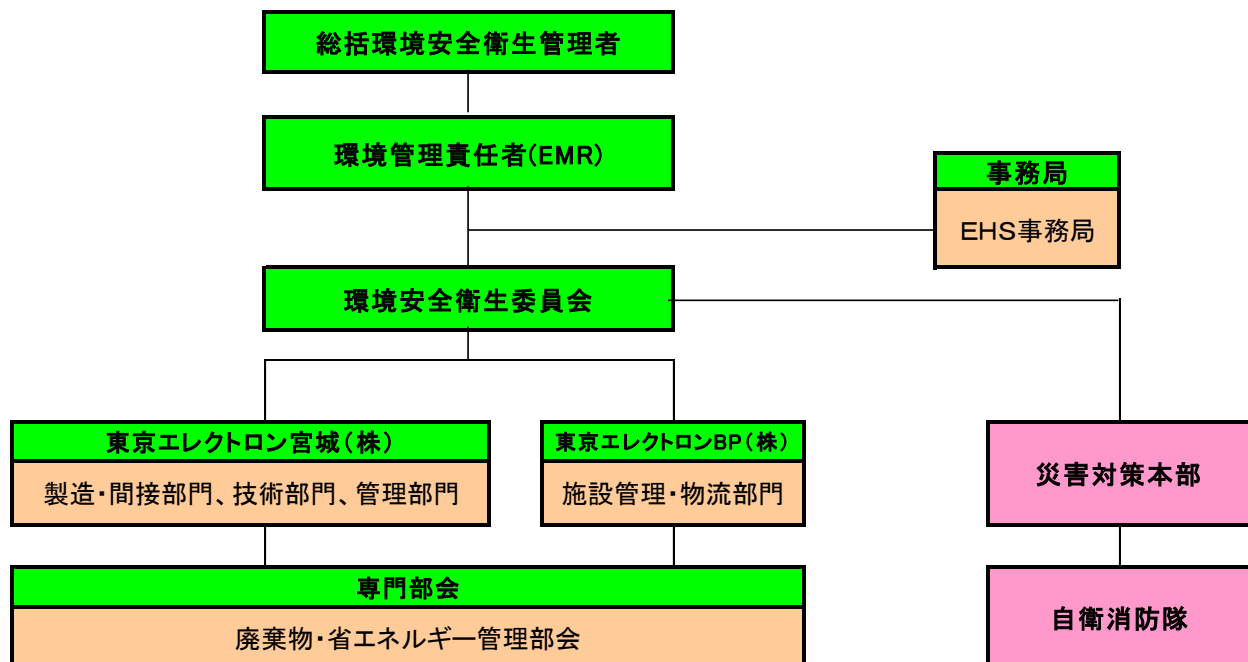 総括環境安全衛生管理者
環境管理責任者(EMR)
事務局
EHS事務局
環境安全衛生委員会
東京エレクトロン宮城(株)
製造・間接部門、技術部門、管理部門
東京エレクトロンBP(株)
施設管理・物流部門
災害対策本部
専門部会
廃棄物・省エネルギー管理部会
自衛消防隊